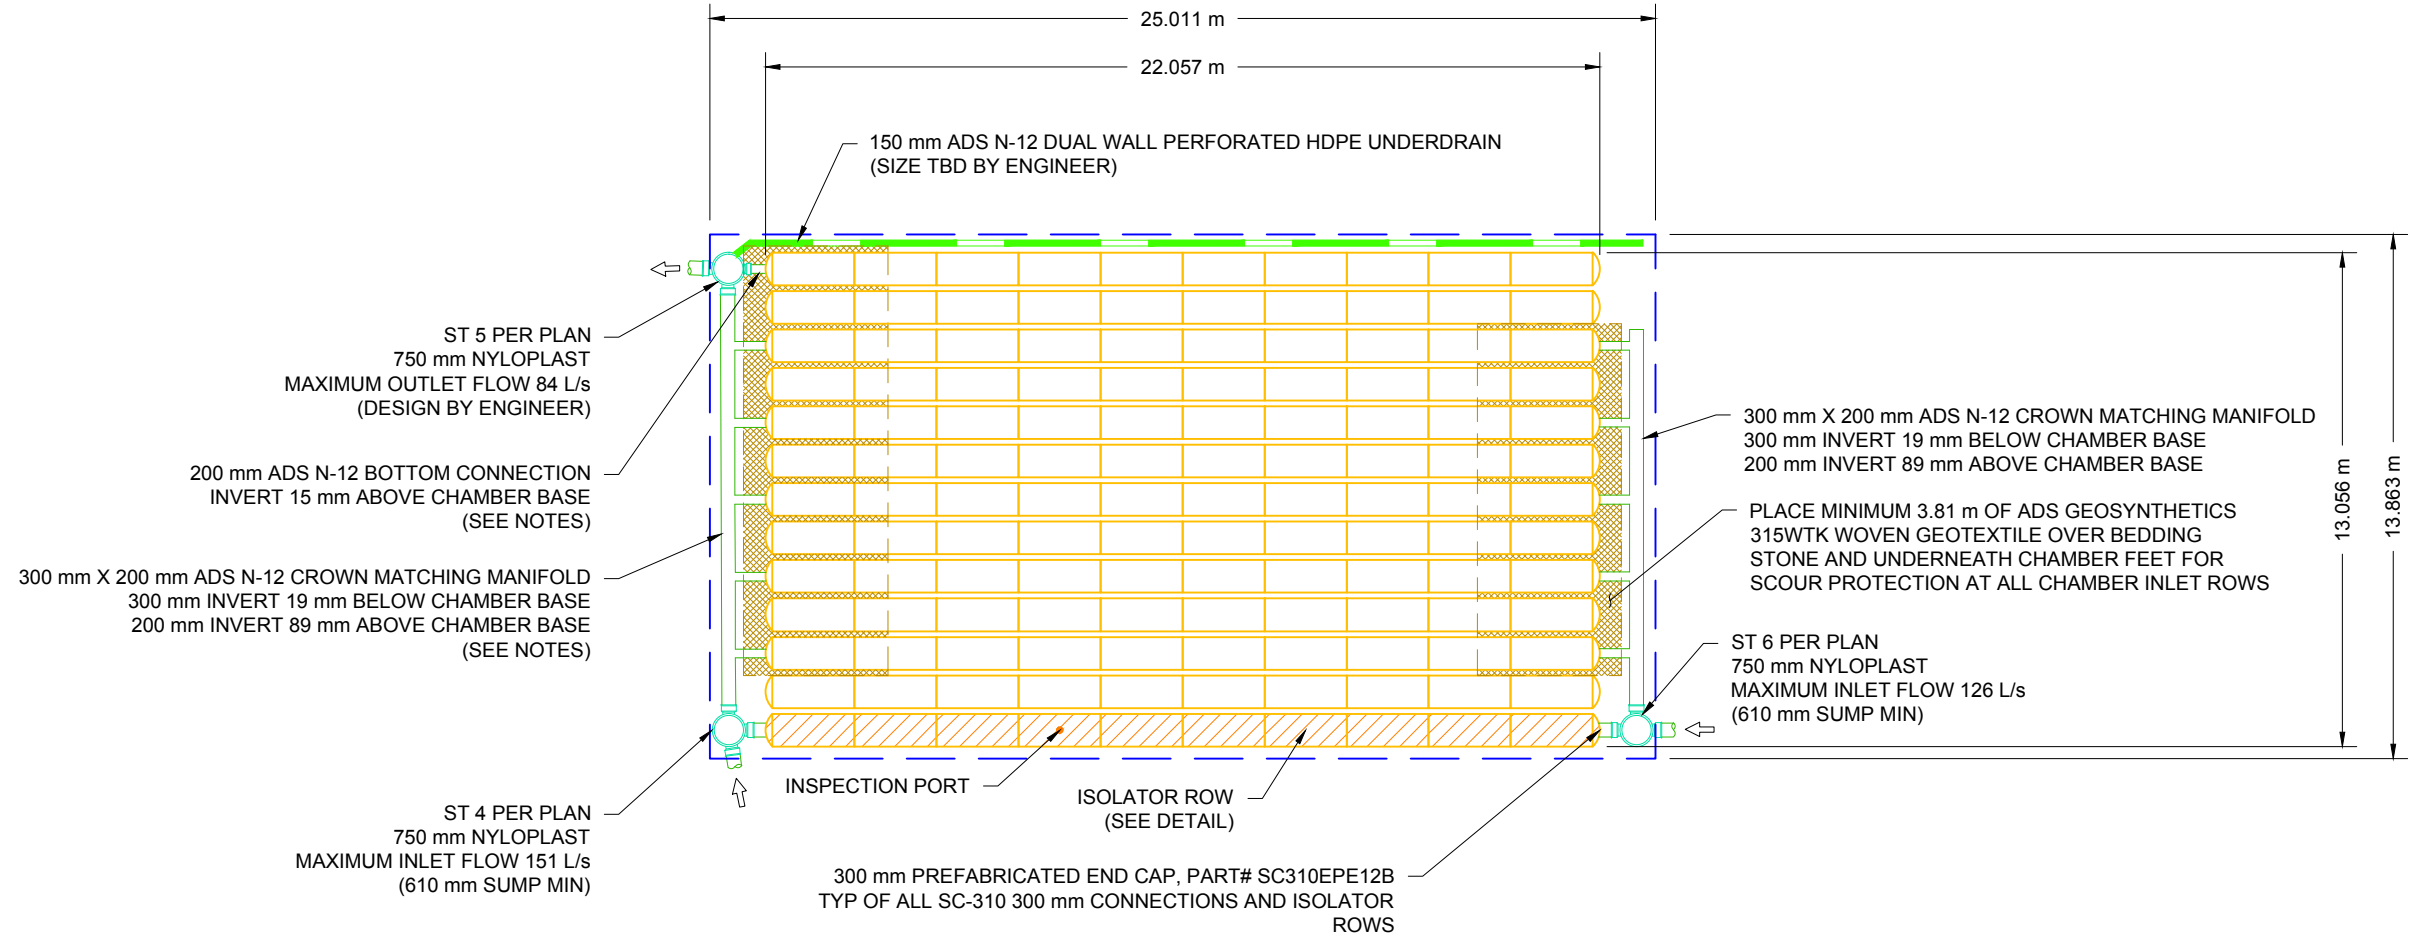 25.011 m
22.057 m
150 mm ADS N-12 DUAL WALL PERFORATED HDPE UNDERDRAIN
(SIZE TBD BY ENGINEER)
ST 5 PER PLAN
750 mm NYLOPLAST
MAXIMUM OUTLET FLOW 84 L/s
(DESIGN BY ENGINEER)
200 mm ADS N-12 BOTTOM CONNECTION
INVERT 15 mm ABOVE CHAMBER BASE
(SEE NOTES)
300 mm X 200 mm ADS N-12 CROWN MATCHING MANIFOLD
300 mm INVERT 19 mm BELOW CHAMBER BASE
200 mm INVERT 89 mm ABOVE CHAMBER BASE
(SEE NOTES)
ST 4 PER PLAN
750 mm NYLOPLAST
MAXIMUM INLET FLOW 151 L/s
(610 mm SUMP MIN)
INSPECTION PORT
ISOLATOR ROW
(SEE DETAIL)
300 mm PREFABRICATED END CAP, PART# SC310EPE12B
TYP OF ALL SC-310 300 mm CONNECTIONS AND ISOLATOR
ROWS
300 mm X 200 mm ADS N-12 CROWN MATCHING MANIFOLD
300 mm INVERT 19 mm BELOW CHAMBER BASE
200 mm INVERT 89 mm ABOVE CHAMBER BASE
PLACE MINIMUM 3.81 m OF ADS GEOSYNTHETICS
315WTK WOVEN GEOTEXTILE OVER BEDDING
STONE AND UNDERNEATH CHAMBER FEET FOR
SCOUR PROTECTION AT ALL CHAMBER INLET ROWS
ST 6 PER PLAN
750 mm NYLOPLAST
MAXIMUM INLET FLOW 126 L/s
(610 mm SUMP MIN)
13.056 m
13.863 m